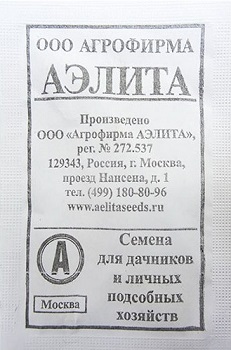 ООО АГРОФИРМА
АЭЛИТА
Произведено
ООО «Агрофирма АЭЛИТА»,
рег. № 272.537
129343, Россия, г. Москва,
проезд Нансена, д. 1
тел. (499) 180-80-96
www.aelitaseeds.ru
А
Москва
Семена
для дачников
и личных
подсобных
хозяйств